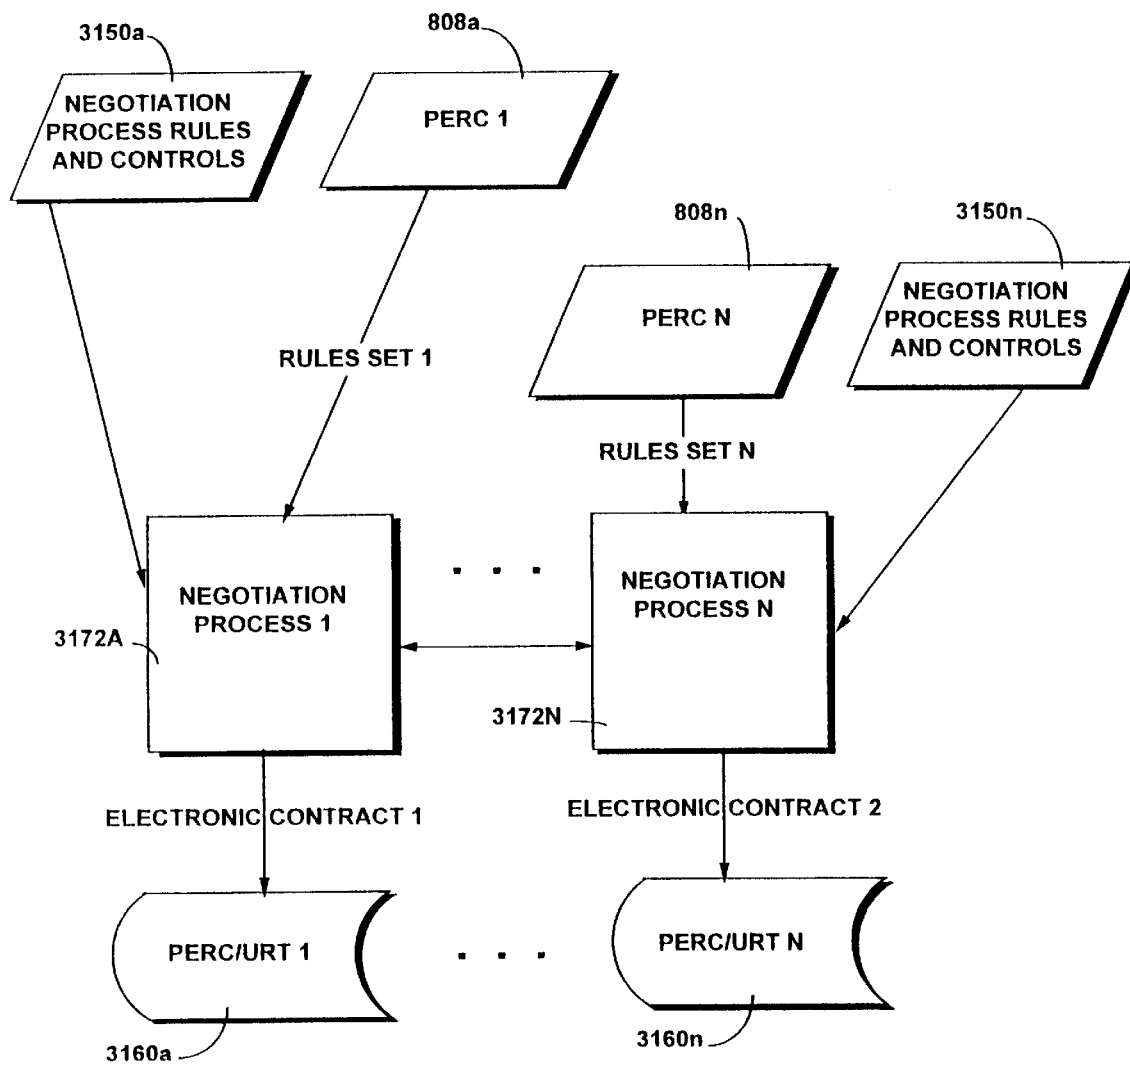 3150a
808a
NEGOTIATION
PROCESS RULES
AND CONTROLS
PERC 1
808n
3150n
PERC N
NEGOTIATION
PROCESS RULES
AND CONTROLS
RULES SET 1
RULES SET N
NEGOTIATION
PROCESS 1
. . .
NEGOTIATION
PROCESS N
3172A
3172N
ELECTRONIC CONTRACT 1
ELECTRONIC CONTRACT 2
PERC/URT 1
. . .
PERC/URT N
3160a
3160n